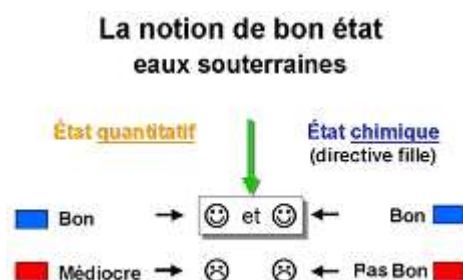 La notion de bon état
eaux souterraines
État quantitatif
État chimique
(directive fille)
Bon et Bon
Médiocre Pas Bon